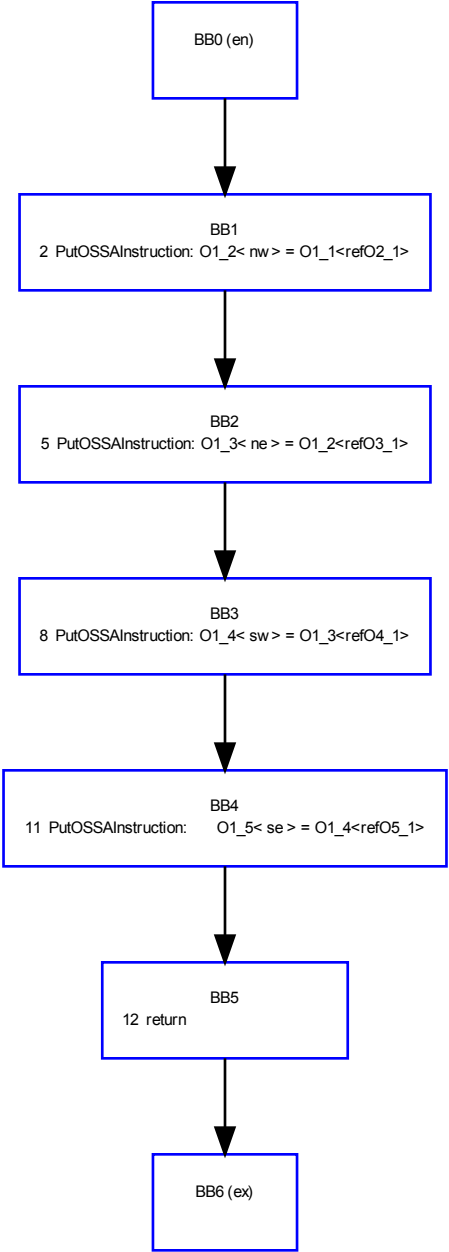 BB0 (en)
BB1
2 PutOSSAInstruction: O1_2< nw > = O1_1<refO2_1>
BB2
5 PutOSSAInstruction: O1_3< ne > = O1_2<refO3_1>
BB3
8 PutOSSAInstruction: O1_4< sw > = O1_3<refO4_1>
BB4
11 PutOSSAInstruction: O1_5< se > = O1_4<refO5_1>
BB5
12 return
BB6 (ex)